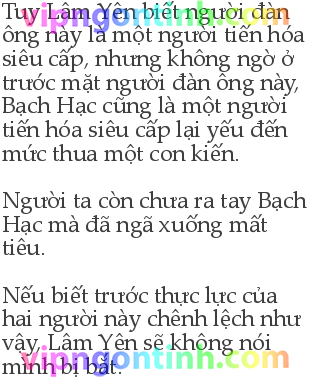 Tuy Lâm Yên biết người đàn
ông này là một người tiến hóa
siêu cấp, nhưng không ngờ ở
trước mặt người đàn ông này,
Bạch Hạc cũng là một người
tiến hóa siêu cấp lại yếu đến
mức thua một con kiến.
Người ta còn chưa ra tay Bạch
Hạc mà đã ngã xuống mất
tiêu.
Nếu biết trước thực lực của
hai người này chênh lệch như
vậy, Lâm Yên sẽ không nói
mình bị bắt.
vipngontinh.com
vipngontinh.com